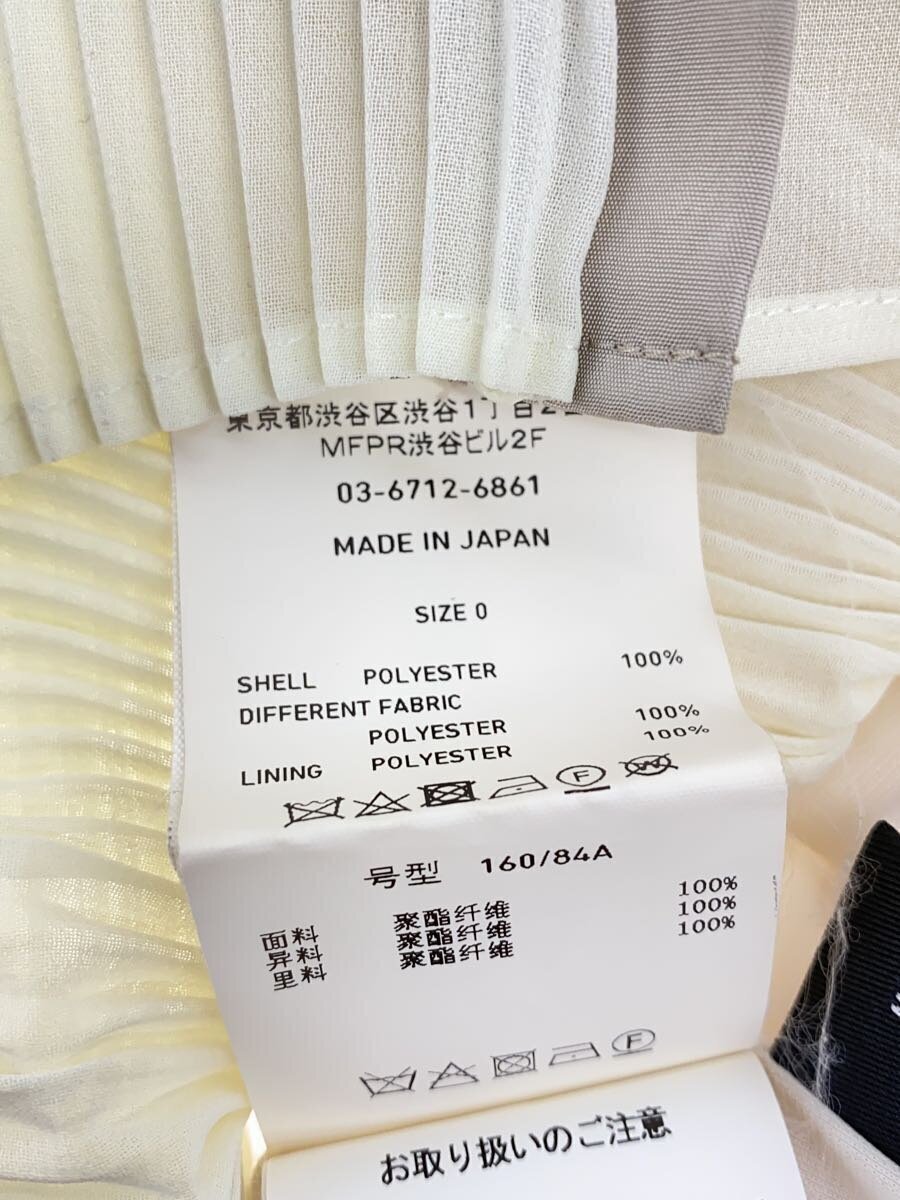 東京都渋谷区渋谷1丁目2
MFPR渋谷ビル2F
03-6712-6861
MADE IN JAPAN
SIZE 0
SHELL POLYESTER 100%
DIFFERENT FABRIC
POLYESTER 100%
LINING POLYESTER 100%
F W
号型 160/84A
面料 聚酯纤维 100%
异料 聚酯纤维 100%
里料 聚酯纤维 100%
F
お取り扱いのご注意